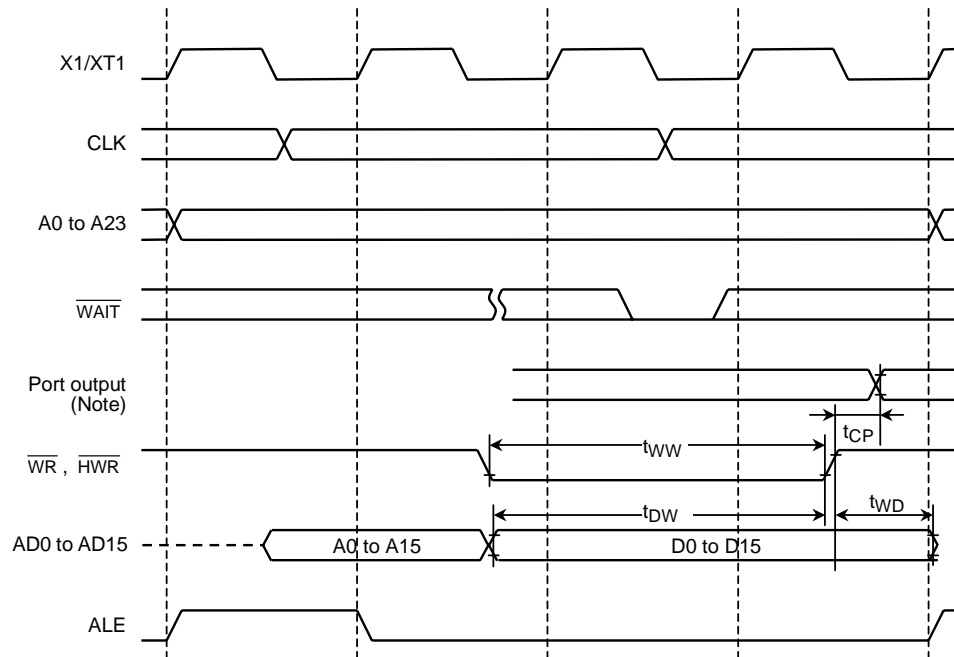 X1/XT1
CLK
A0 to A23
WAIT
Port output
(Note)
tCP
WR , HWR
tWW
tDW
tWD
AD0 to AD15
A0 to A15
D0 to D15
ALE